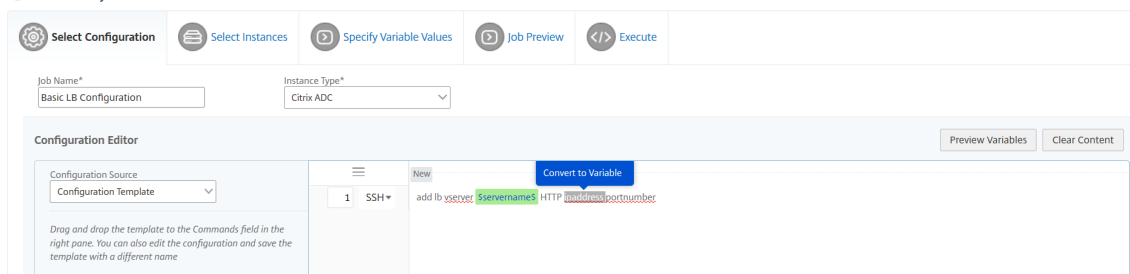 Select Configuration
Select Instances
Specify Variable Values
Job Preview
Execute
Job Name*
Instance Type*
Basic LB Configuration
Citrix ADC
Configuration Editor
Preview Variables
Clear Content
Configuration Source
Configuration Template
New
Convert to Variable
1 SSH
add lb vserver $servername$ HTTP ipaddress portnumber
Drag and drop the template to the Commands field in the
right pane. You can also edit the configuration and save the
template with a different name